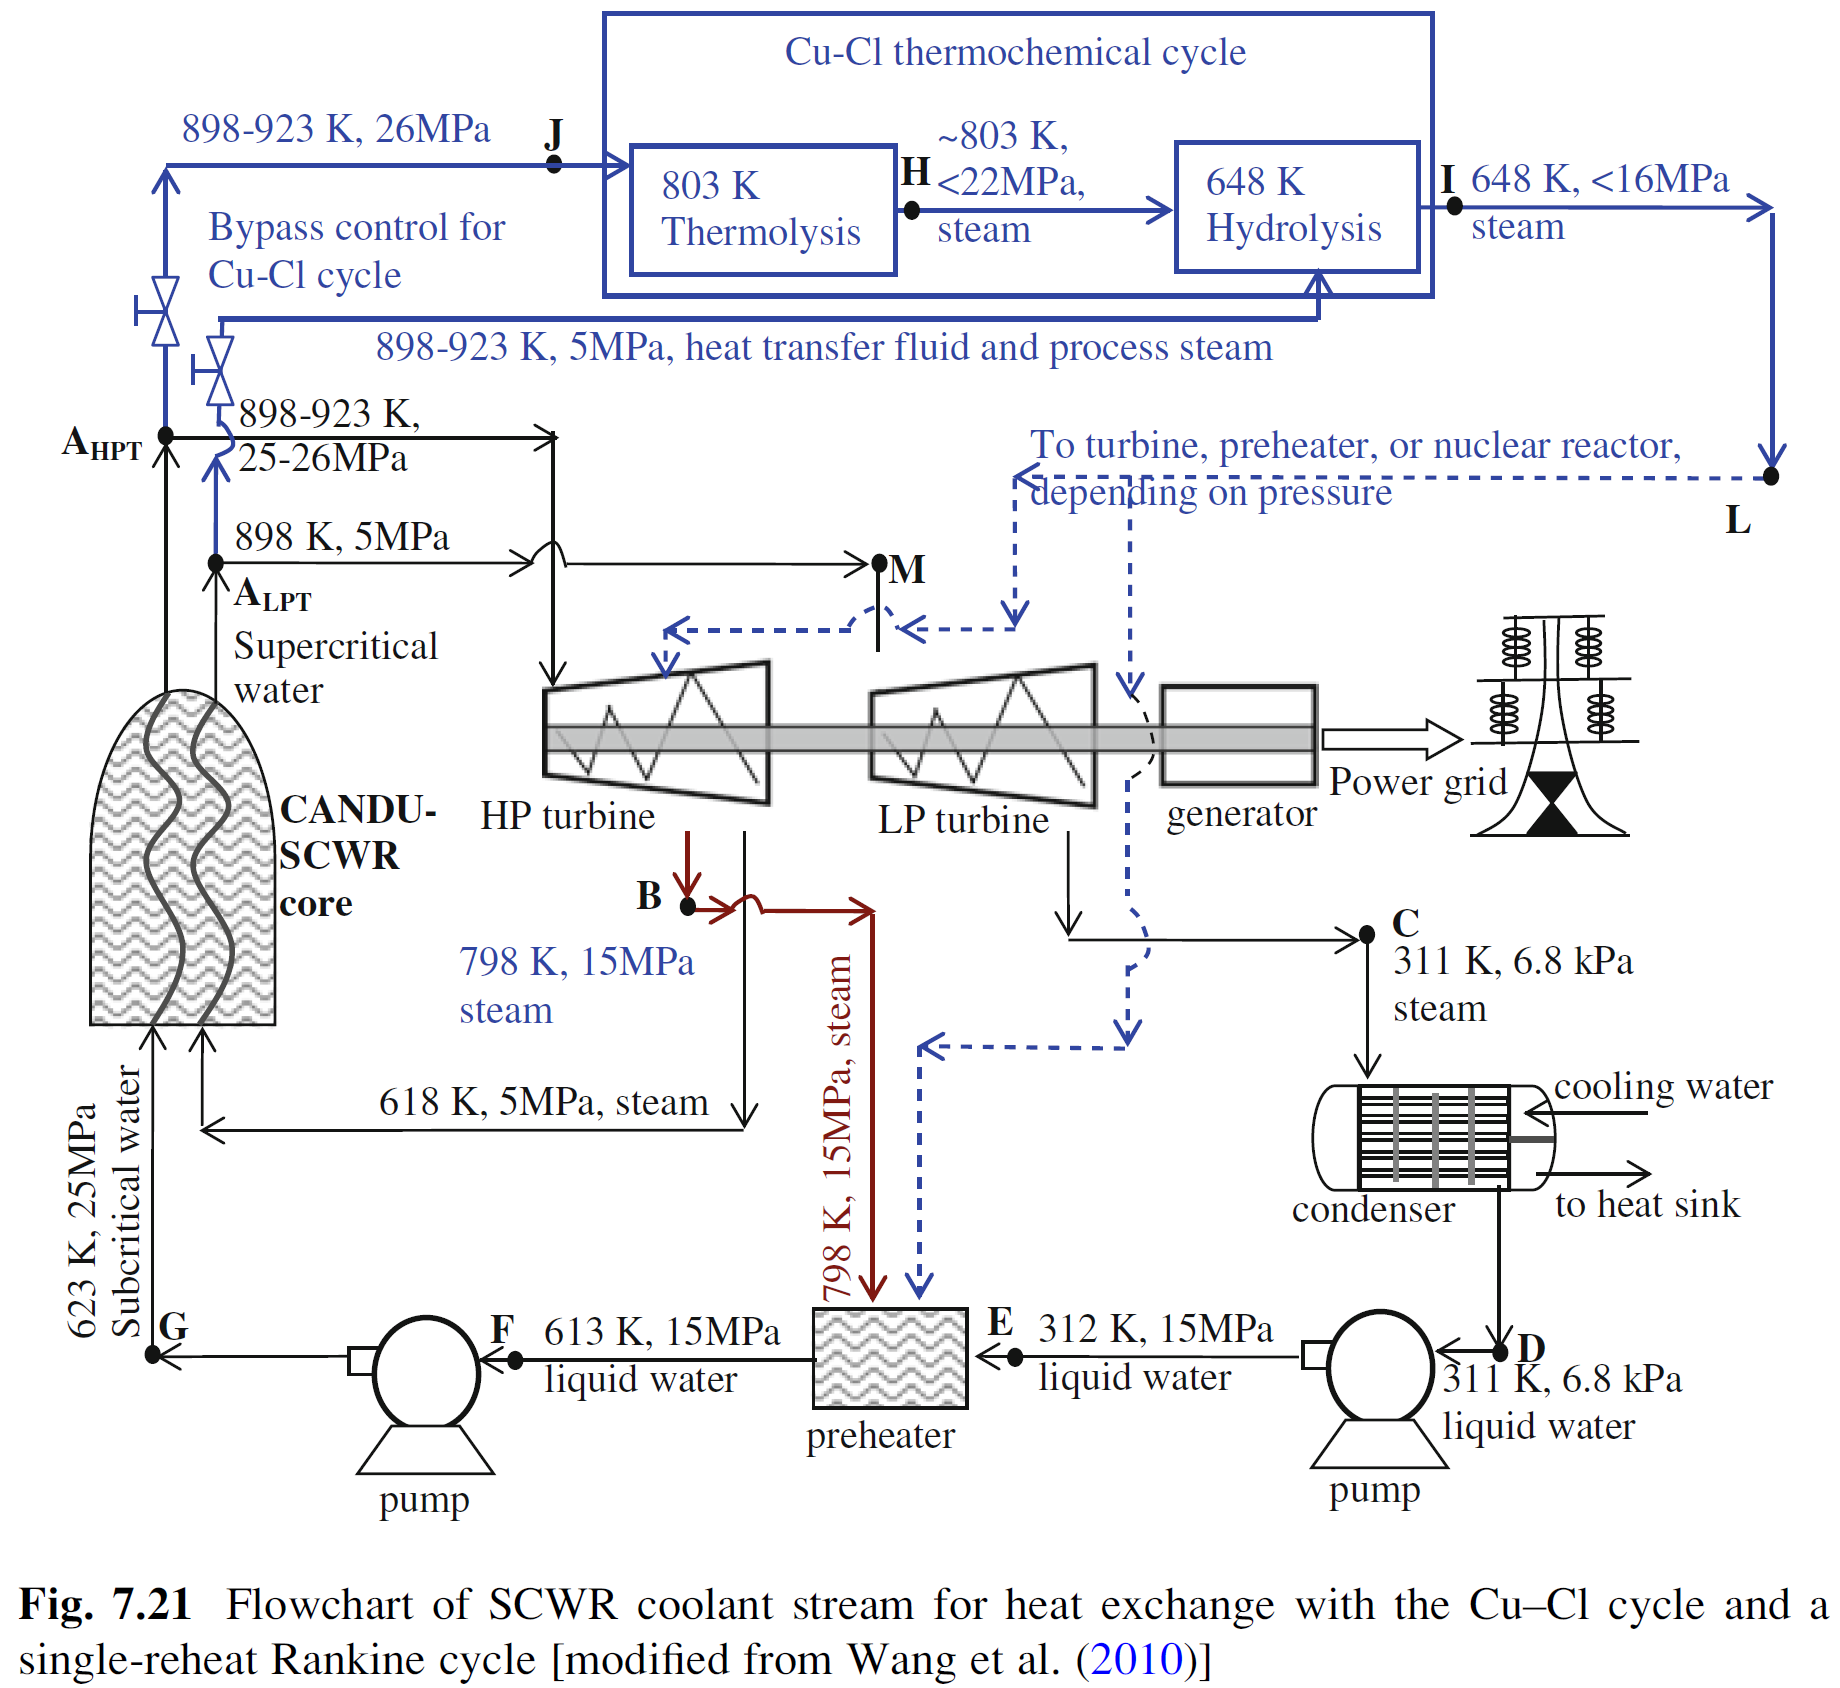 Cu-Cl thermochemical cycle
898-923 K, 26MPa
J
803 K
Thermolysis
H
~803 K,
<22MPa,
steam
648 K
Hydrolysis
I
648 K, <16MPa
steam
Bypass control for
Cu-Cl cycle
898-923 K, 5MPa, heat transfer fluid and process steam
AHPT
898-923 K,
25-26MPa
To turbine, preheater, or nuclear reactor,
depending on pressure
L
898 K, 5MPa
M
ALPT
Supercritical
water
CANDU-
SCWR
core
HP turbine
LP turbine
generator
Power grid
B
798 K, 15MPa
steam
798 K, 15MPa, steam
C
311 K, 6.8 kPa
steam
618 K, 5MPa, steam
cooling water
to heat sink
condenser
623 K, 25MPa
Subcritical water
G
F
613 K, 15MPa
liquid water
E
312 K, 15MPa
liquid water
D
311 K, 6.8 kPa
liquid water
preheater
pump
pump
Fig. 7.21 Flowchart of SCWR coolant stream for heat exchange with the Cu–Cl cycle and a
single-reheat Rankine cycle [modified from Wang et al. (2010)]